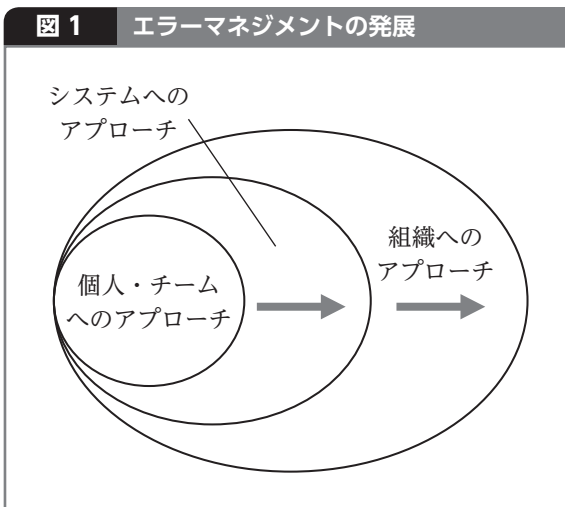 図 1 エラーマネジメントの発展
システムへの
アプローチ
組織への
アプローチ
個人・チーム
へのアプローチ